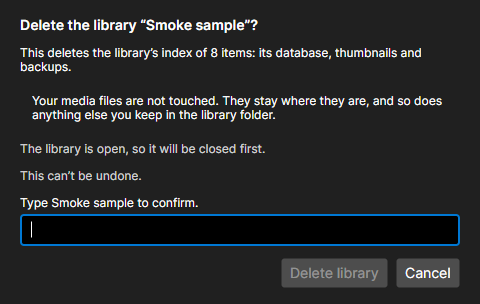 Delete the library “Smoke sample”?
This deletes the library’s index of 8 items: its database, thumbnails and
backups.
Your media files are not touched. They stay where they are, and so does
anything else you keep in the library folder.
The library is open, so it will be closed first.
This can’t be undone.
Type Smoke sample to confirm.
Delete library
Cancel